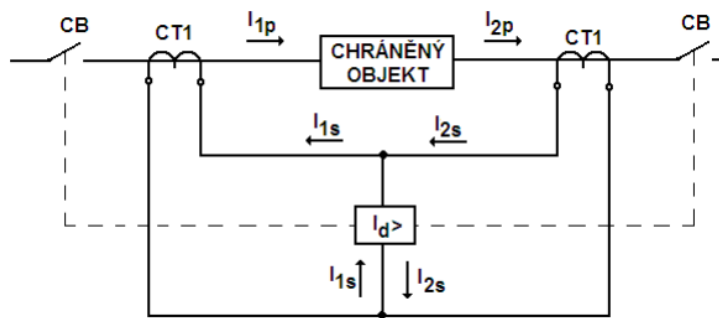 CB
CT1
I1p
CHRÁNĚNÝ
OBJEKT
I2p
CT1
CB
I1s
I2s
Id>
I1s
I2s